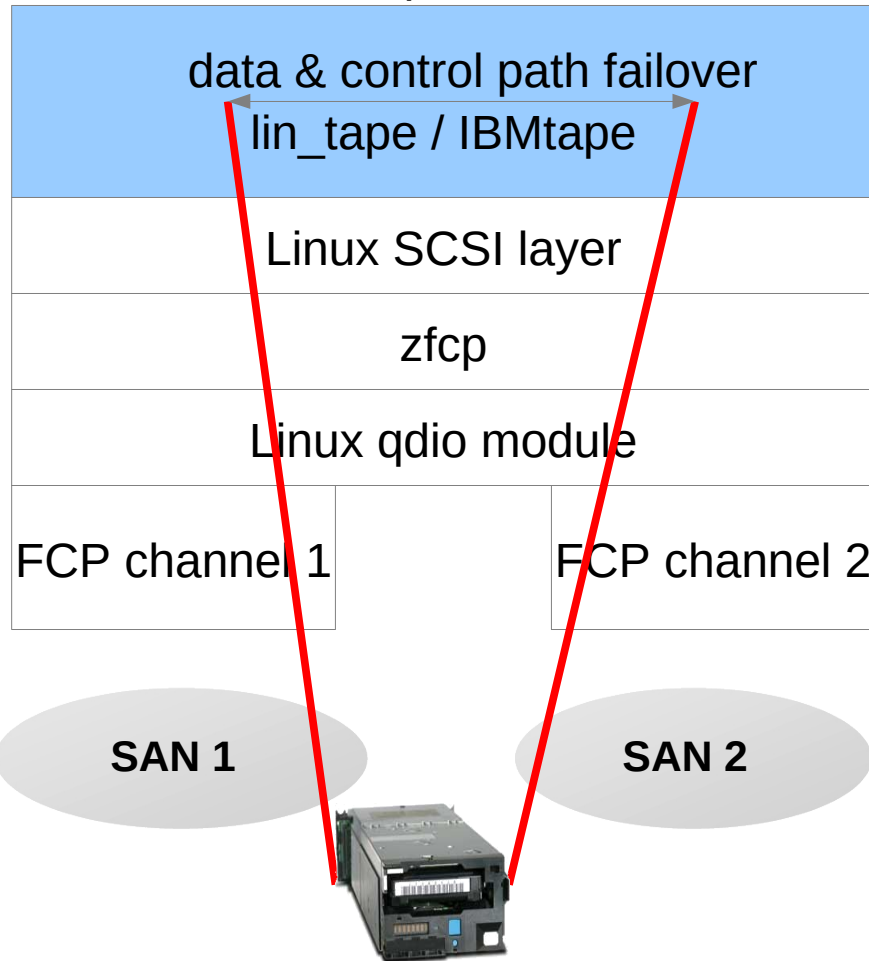 data & control path failover
lin_tape / IBMtape
Linux SCSI layer
zfcp
Linux qdio module
FCP channel 1
FCP channel 2
SAN 1
SAN 2